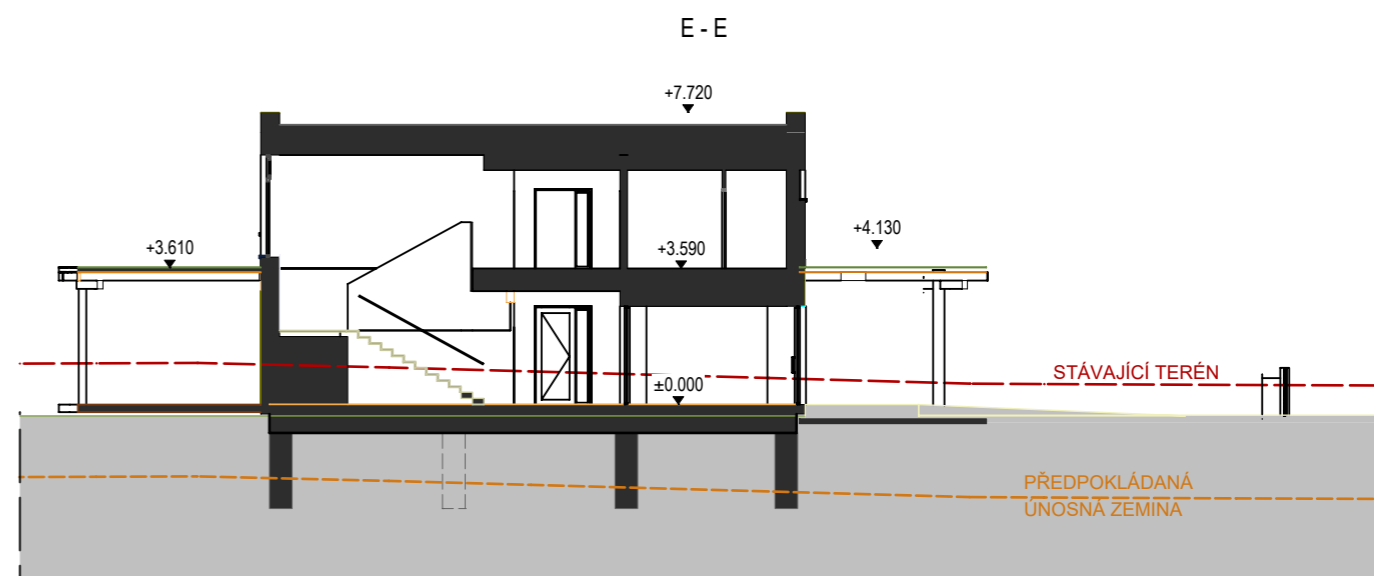 E - E
+7.720
+4.130
+3.610
+3.590
STÁVAJÍCÍ TERÉN
±0.000
PŘEDPOKLÁDANÁ
ÚNOSNÁ ZEMINA